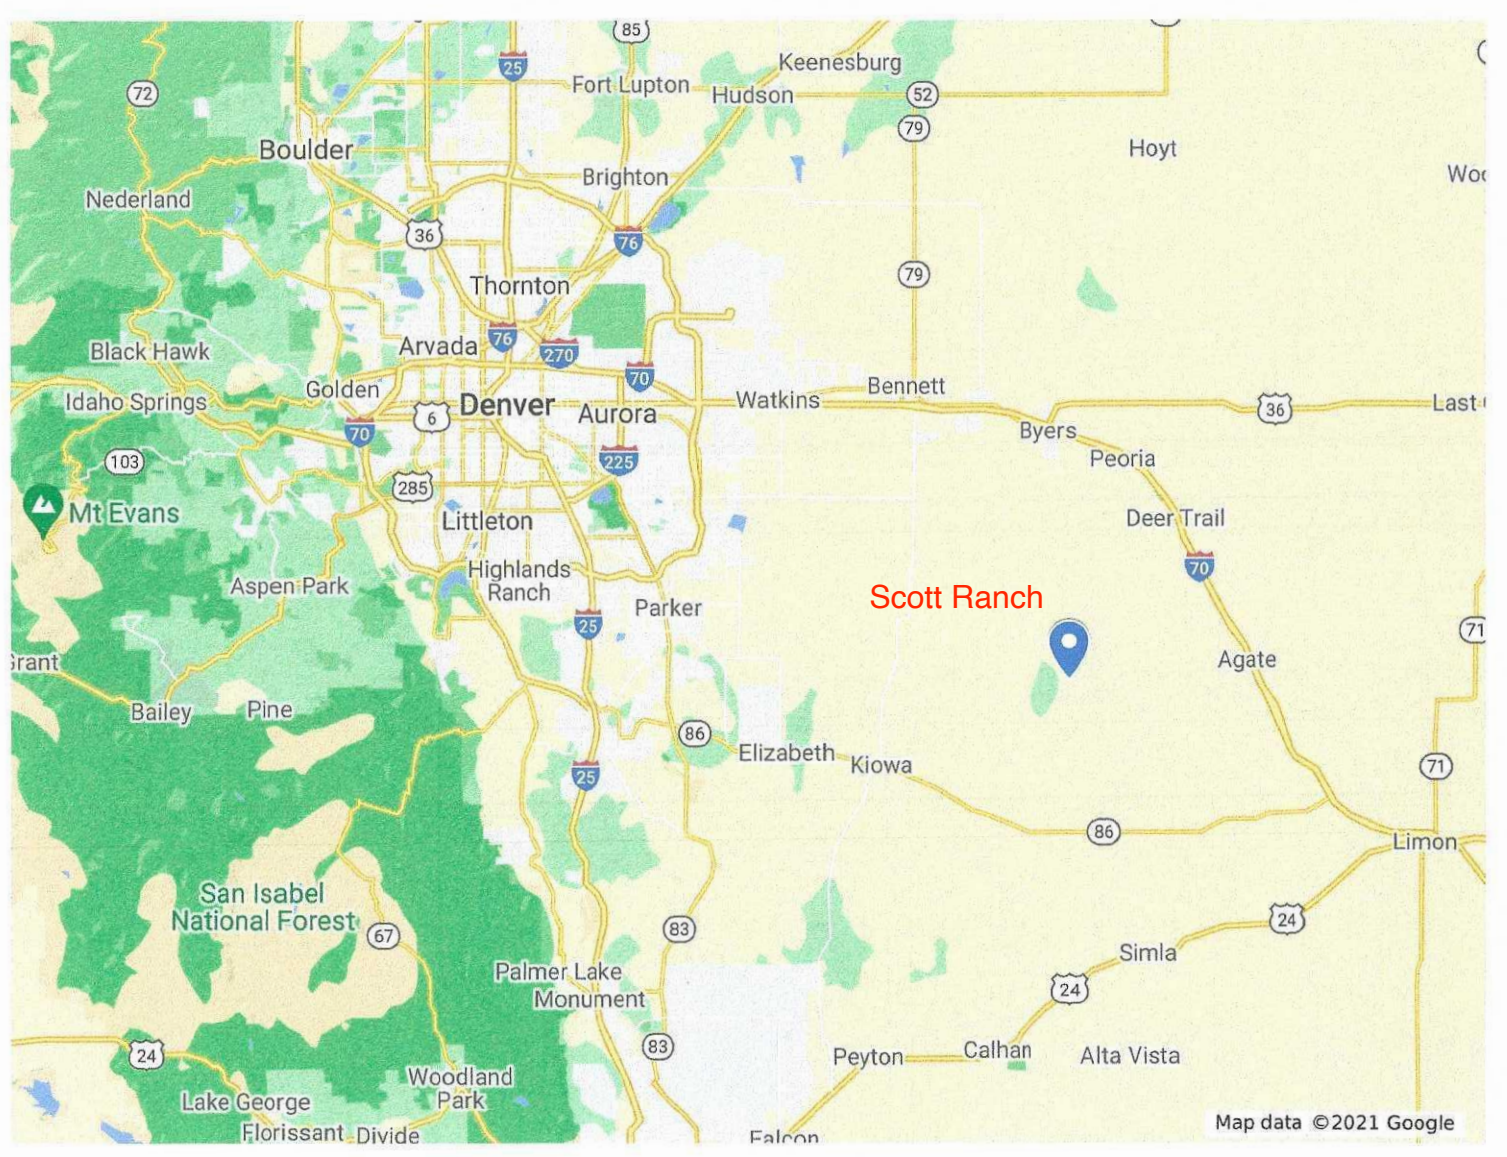 85
Keenesburg
25
Fort Lupton
Hudson
52
72
79
Boulder
Hoyt
Brighton
Nederland
36
76
79
Thornton
76
Arvada
270
Black Hawk
70
Golden
Bennett
Idaho Springs
Denver
Aurora
Watkins
36
Last
6
70
Byers
103
225
Peoria
285
Mt Evans
Littleton
Deer Trail
Highlands
Ranch
70
Aspen Park
Scott Ranch
Parker
25
71
Agate
Bailey
Pine
86
Elizabeth
Kiowa
25
71
86
Limon
San Isabel
National Forest
67
83
24
Simla
Palmer Lake
Monument
24
83
24
Peyton
Calhan
Alta Vista
Woodland
Park
Lake George
Florissant
Divide
Falcon
Map data ©2021 Google